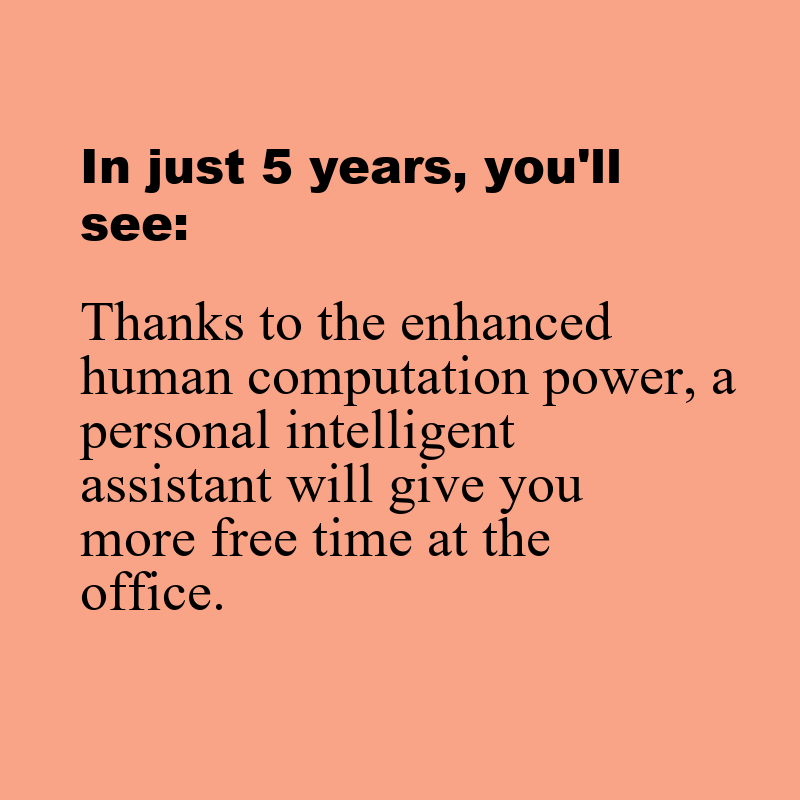 In just 5 years, you'll
see:
Thanks to the enhanced
human computation power, a
personal intelligent
assistant will give you
more free time at the
office.